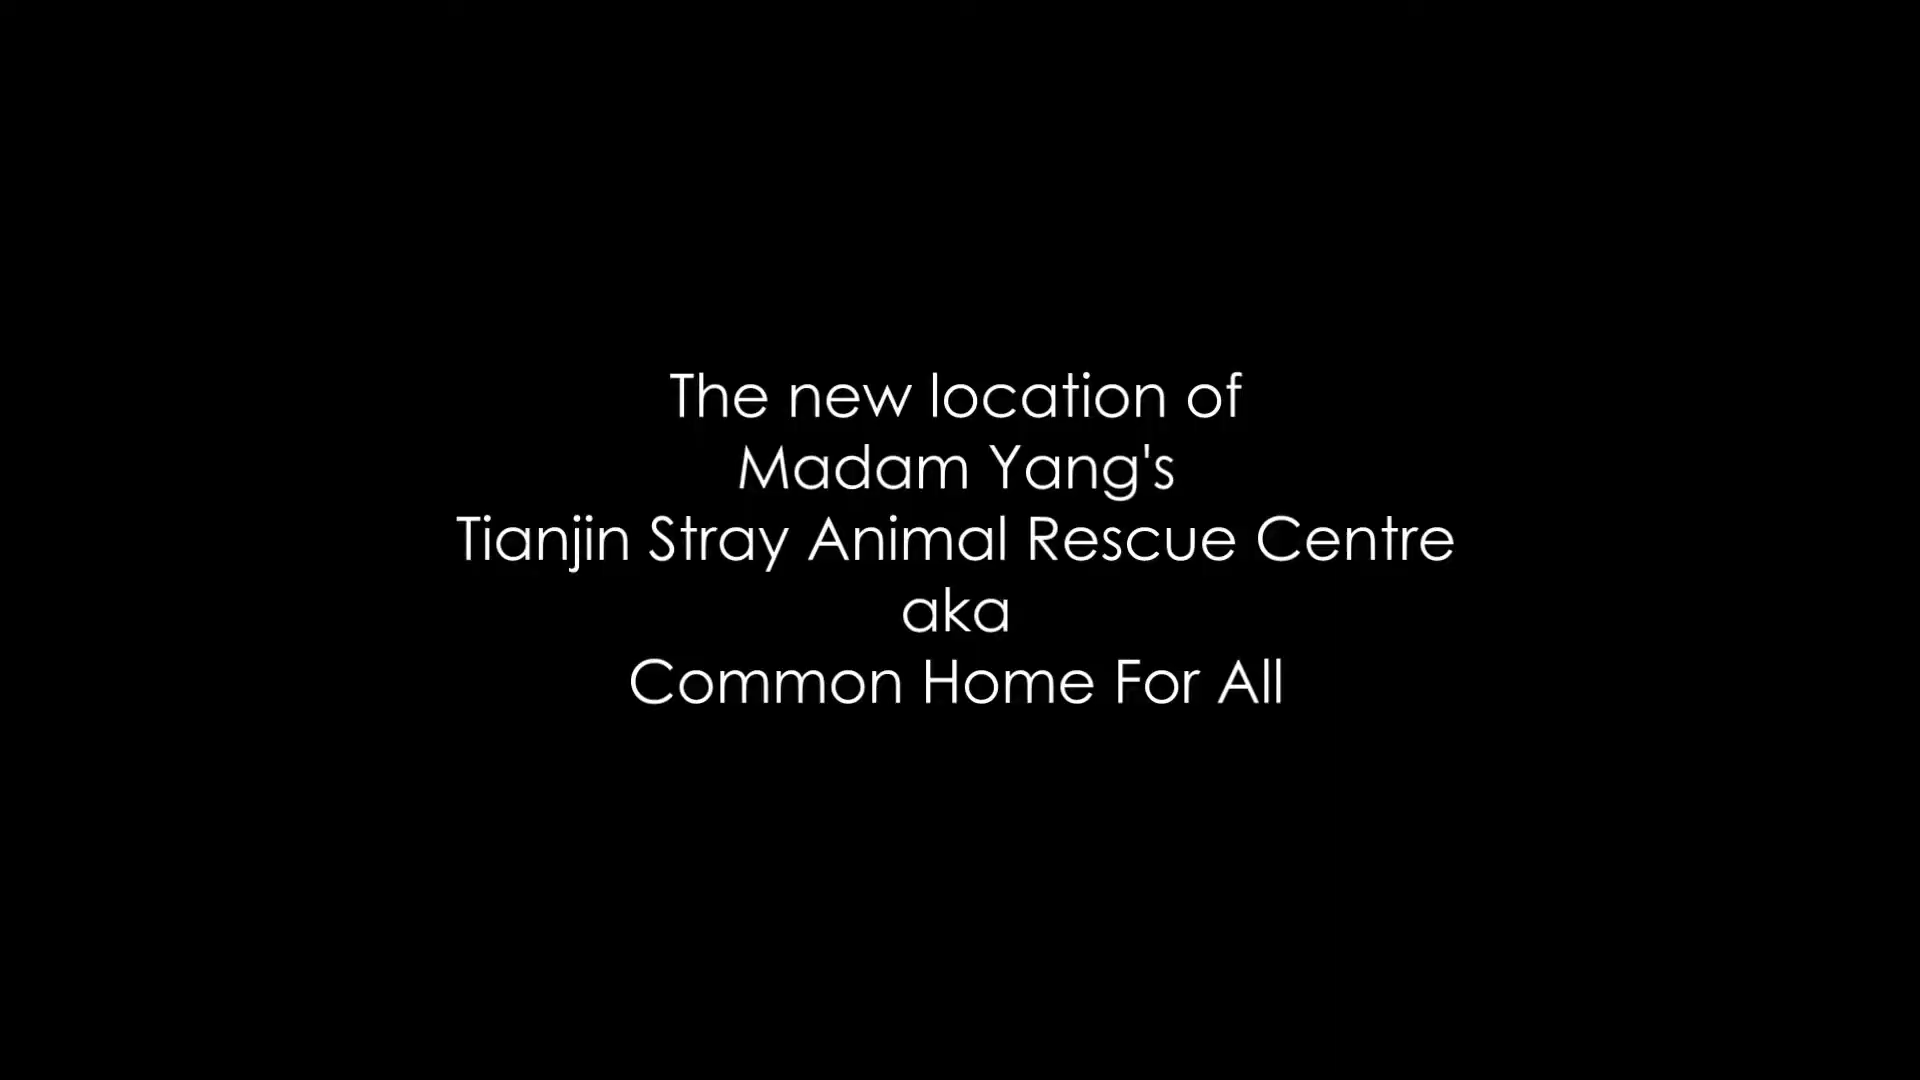 The new location of
Madam Yang's
Tianjin Stray Animal Rescue Centre
aka
Common Home For All